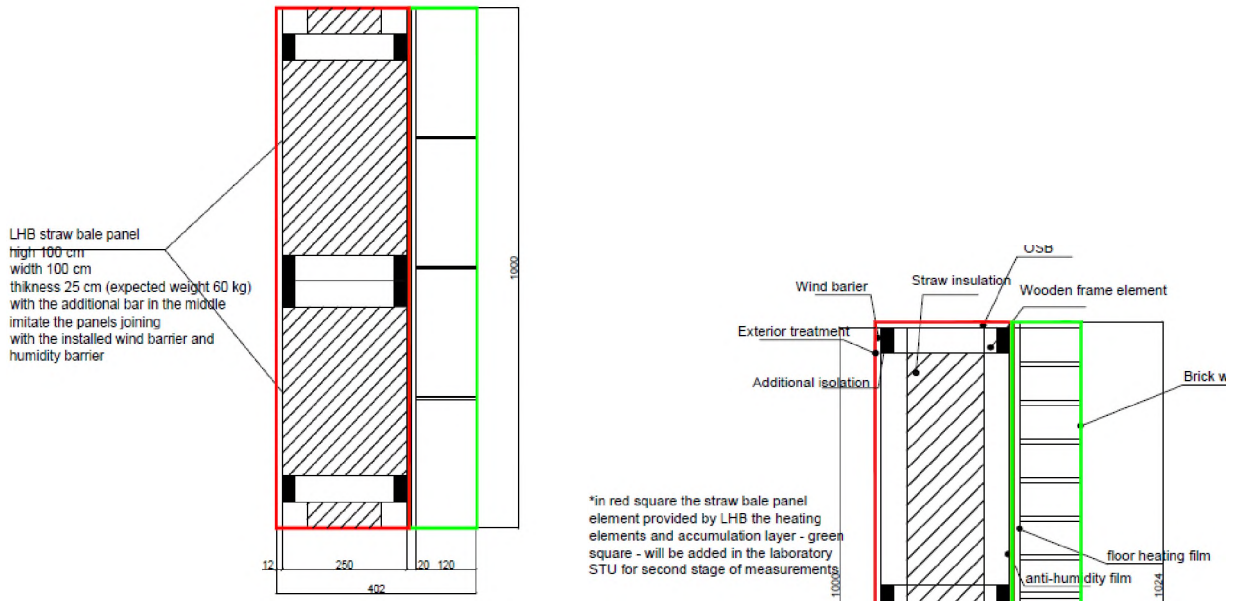 LHB straw bale panel
high 100 cm
width 100 cm
thikness 25 cm (expected weight 60 kg)
with the additional bar in the middle
imitate the panels joining
with the installed wind barrier and
humidity barrier
1000
12
250
20
120
402
OSB
Wind barier
Straw insulation
Wooden frame element
Exterior treatment
Additional isolation
Brick w
*in red square the straw bale panel
element provided by LHB the heating
elements and accumulation layer - green
square - will be added in the laboratory
STU for second stage of measurements
floor heating film
anti-humidity film
1000
1024